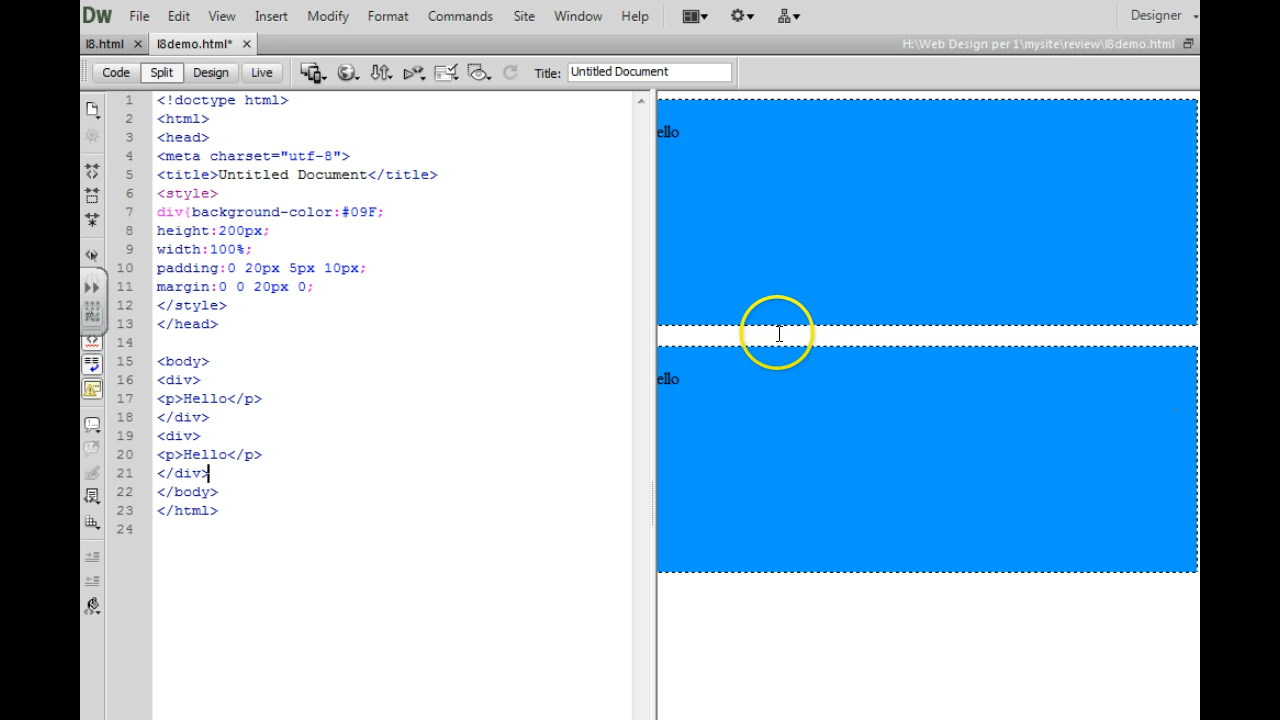 Dw File Edit View Insert Modify Format Commands Site Window Help Designer
l8.html l8demo.html* H:\Web Design per 1\mysite\review\l8demo.html
Code Split Design Live Title: Untitled Document
1 <!doctype html>
2 <html>
3 <head>
4 <meta charset="utf-8">
5 <title>Untitled Document</title>
6 <style>
7 div{background-color:#09F;
8 height:200px;
9 width:100%;
10 padding:0 20px 5px 10px;
11 margin:0 0 20px 0;
12 </style>
13 </head>
14
15 <body>
16 <div>
17 <p>Hello</p>
18 </div>
19 <div>
20 <p>Hello</p>
21 </div>
22 </body>
23 </html>
24
ello
ello